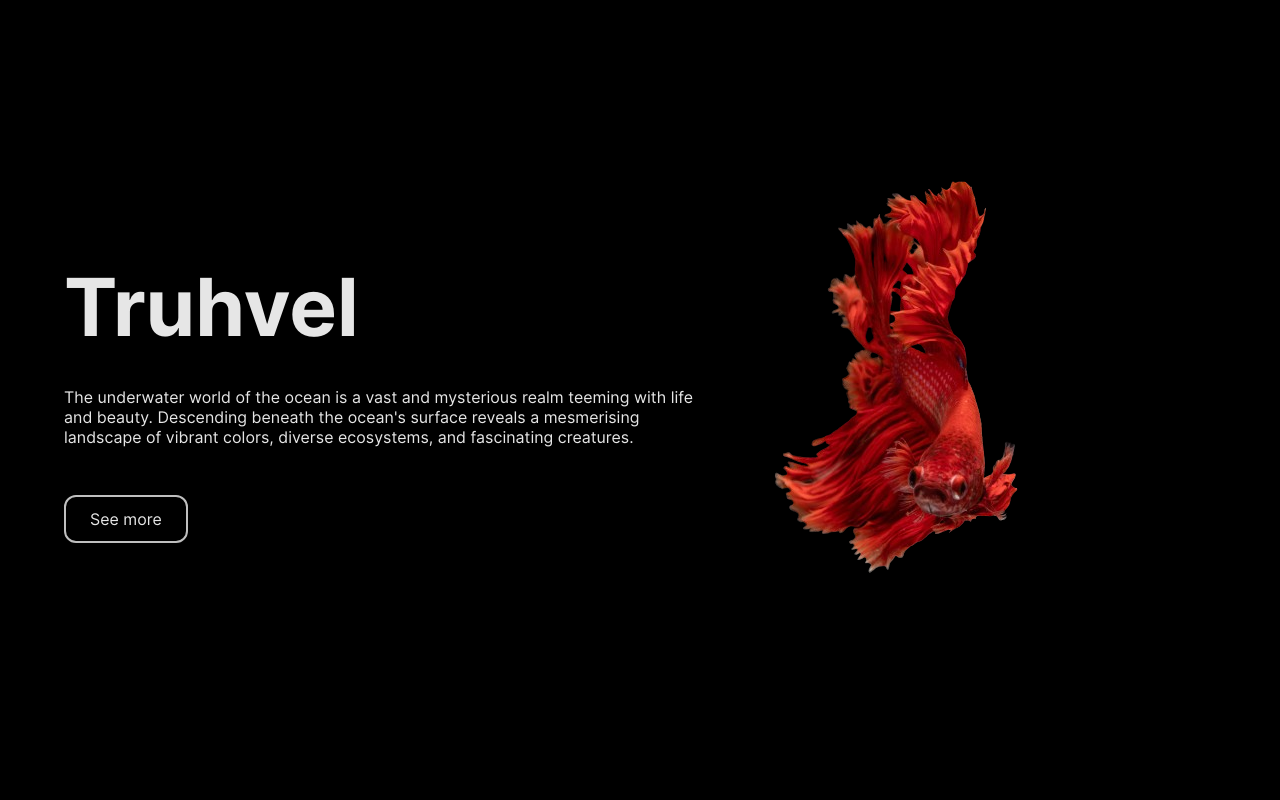 Truhvel
The underwater world of the ocean is a vast and mysterious realm teeming with life
and beauty. Descending beneath the ocean's surface reveals a mesmerising
landscape of vibrant colors, diverse ecosystems, and fascinating creatures.
See more